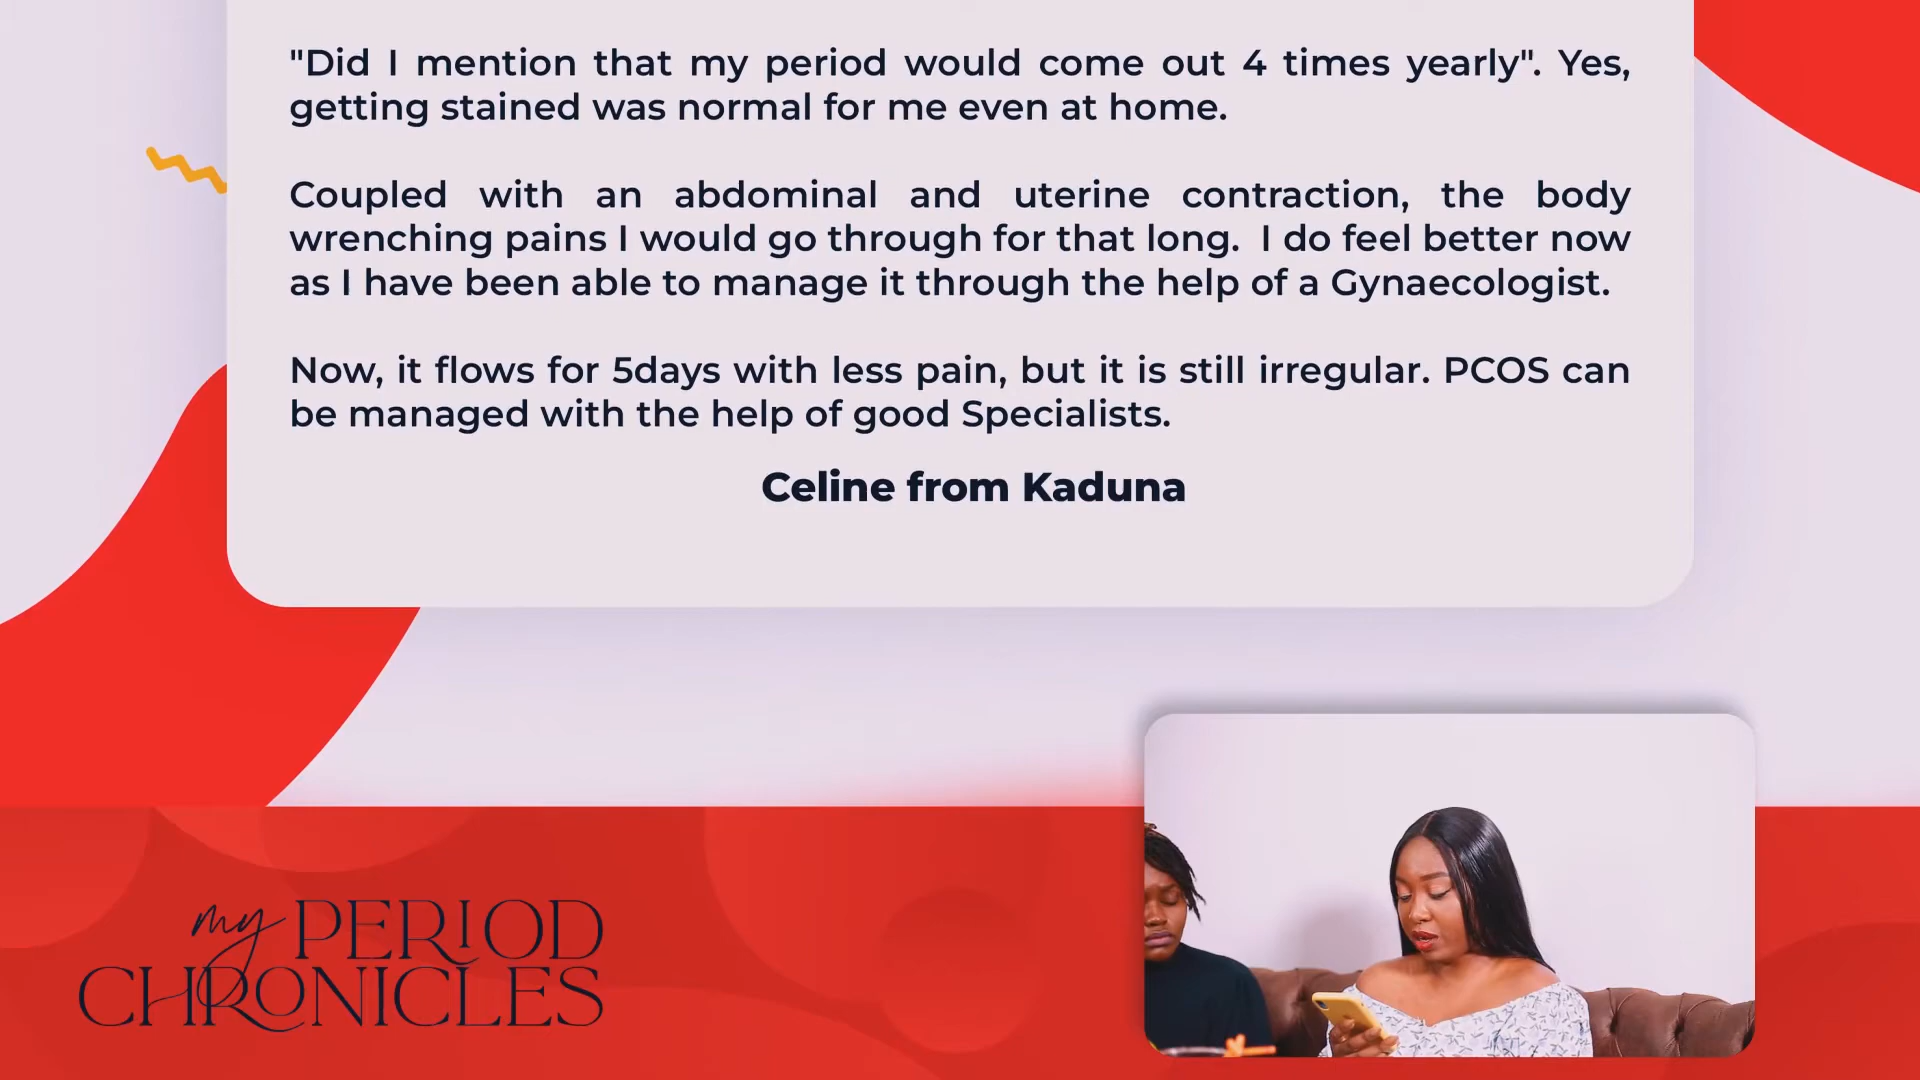 "Did I mention that my period would come out 4 times yearly". Yes,
getting stained was normal for me even at home.
Coupled with an abdominal and uterine contraction, the body
wrenching pains I would go through for that long. I do feel better now
as I have been able to manage it through the help of a Gynaecologist.
Now, it flows for 5days with less pain, but it is still irregular. PCOS can
be managed with the help of good Specialists.
Celine from Kaduna
my PERIOD
CHRONICLES